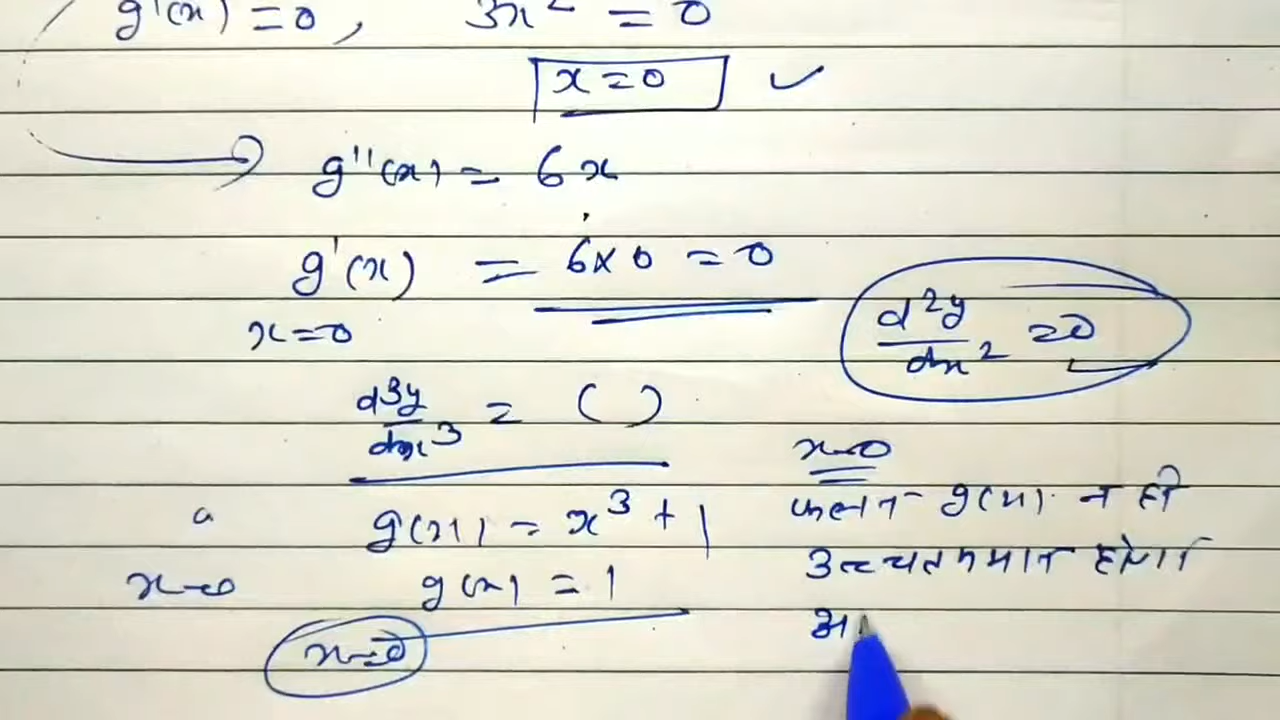 g'(x) = 0, 3x² = 0
x = 0 ✓
g''(x) = 6x
g'(x) = 6×0 = 0
x=0
d²y/dx² = 0
d³y/dx³ = ( )
g(x) = x³ + 1
a
x=0
g(x) = 1
x=0
x=0
फलन g(x) न ही
उच्चतम मान होगा
अ